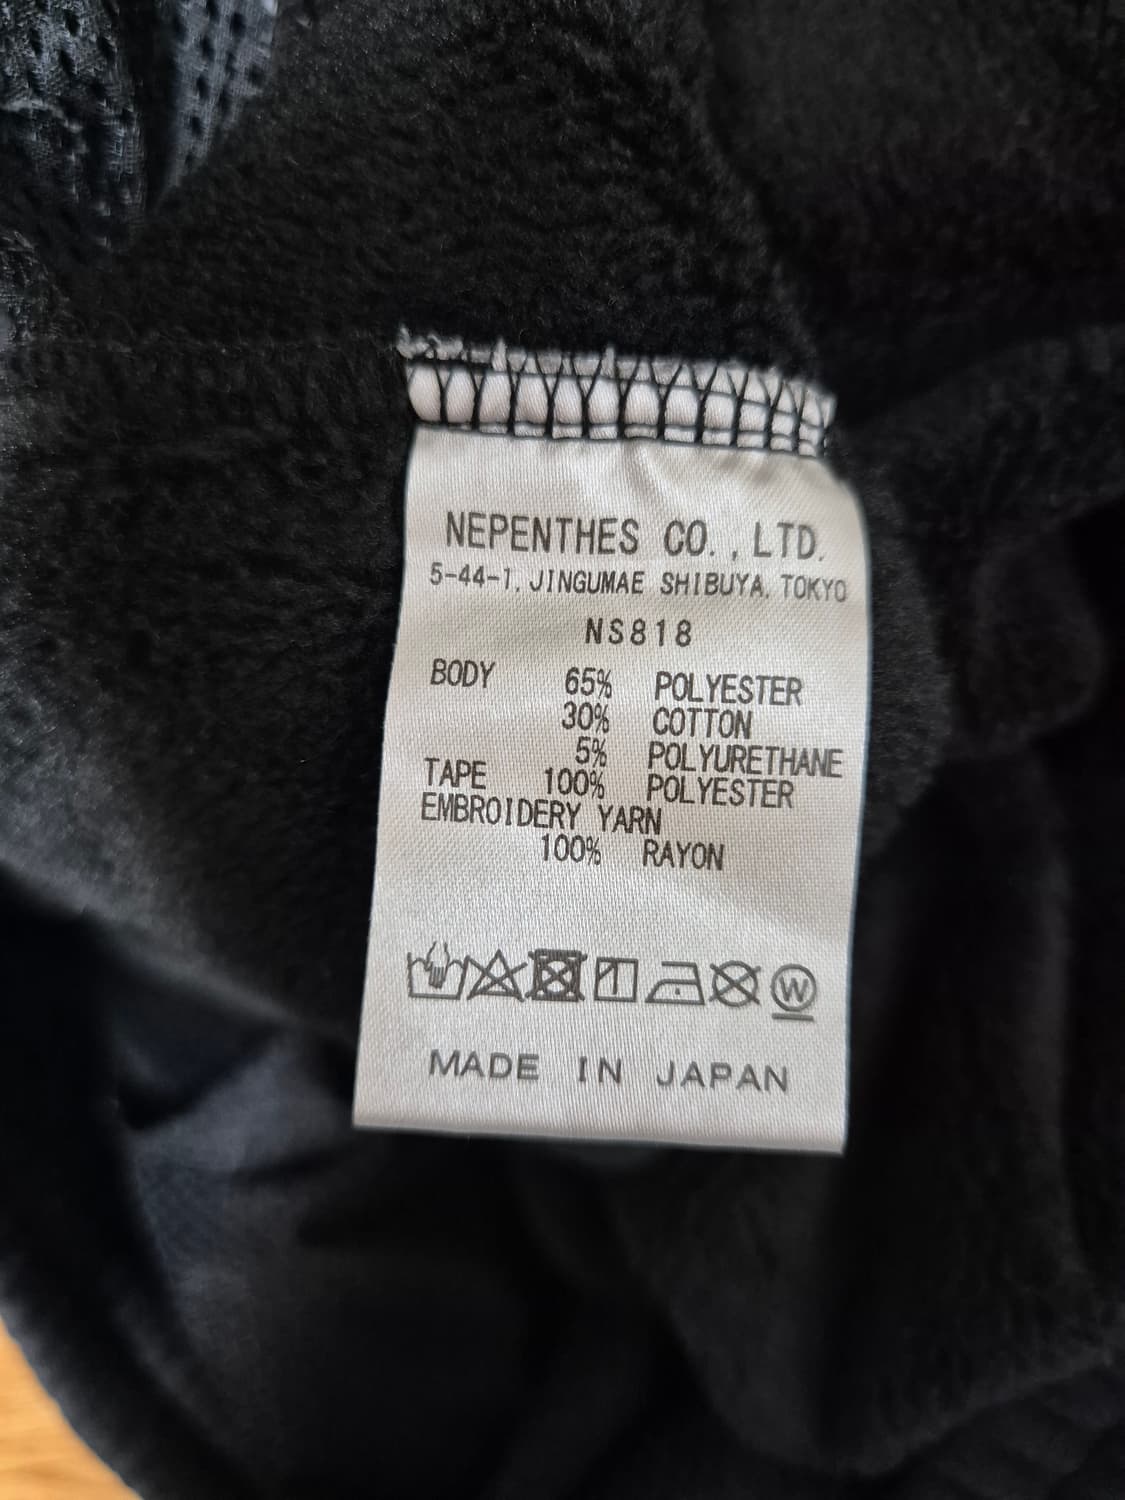 NEPENTHES CO., LTD.
5-44-1, JINGUMAE SHIBUYA, TOKYO
NS818
BODY 65% POLYESTER
30% COTTON
5% POLYURETHANE
TAPE 100% POLYESTER
EMBROIDERY YARN
100% RAYON
W
MADE IN JAPAN